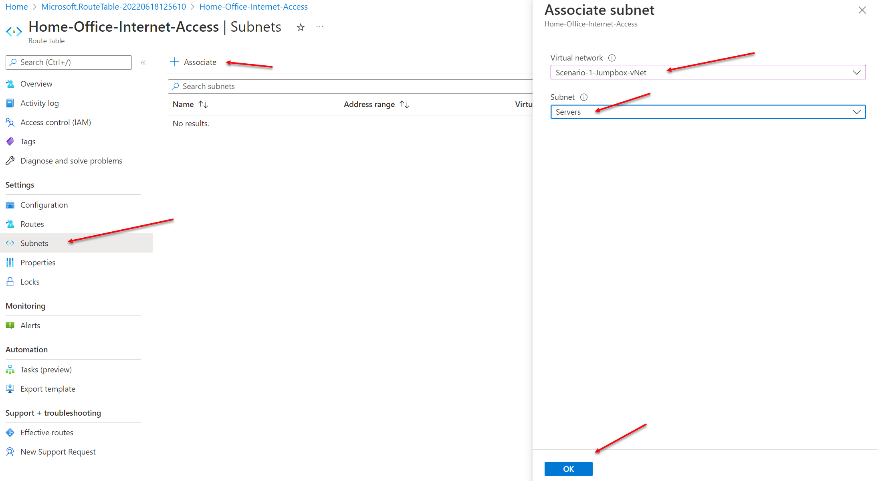 Home > Microsoft.RouteTable-20220618125610 > Home-Office-Internet-Access
Home-Office-Internet-Access | Subnets ☆ ···
Route table
Search (Ctrl+/) «
Overview
Activity log
Access control (IAM)
Tags
Diagnose and solve problems
Settings
Configuration
Routes
Subnets
Properties
Locks
Monitoring
Alerts
Automation
Tasks (preview)
Export template
Support + troubleshooting
Effective routes
New Support Request
+ Associate
Search subnets
Name ↑↓ Address range ↑↓ Virtu
No results.
Associate subnet
Home-Office-Internet-Access
Virtual network
Scenario-1-Jumpbox-vNet
Subnet
Servers
OK